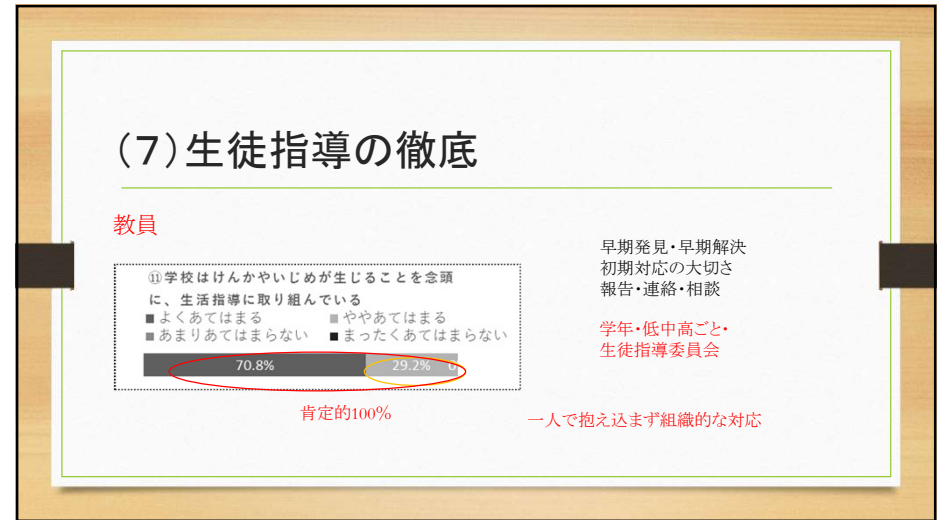 (7)生徒指導の徹底
教員
⑪学校はけんかやいじめが生じることを念頭
に、生活指導に取り組んでいる
■よくあてはまる ■ややあてはまる
■あまりあてはまらない ■まったくあてはまらない
70.8% 29.2% 0
肯定的100%
早期発見・早期解決
初期対応の大切さ
報告・連絡・相談
学年・低中高ごと・
生徒指導委員会
一人で抱え込まず組織的な対応